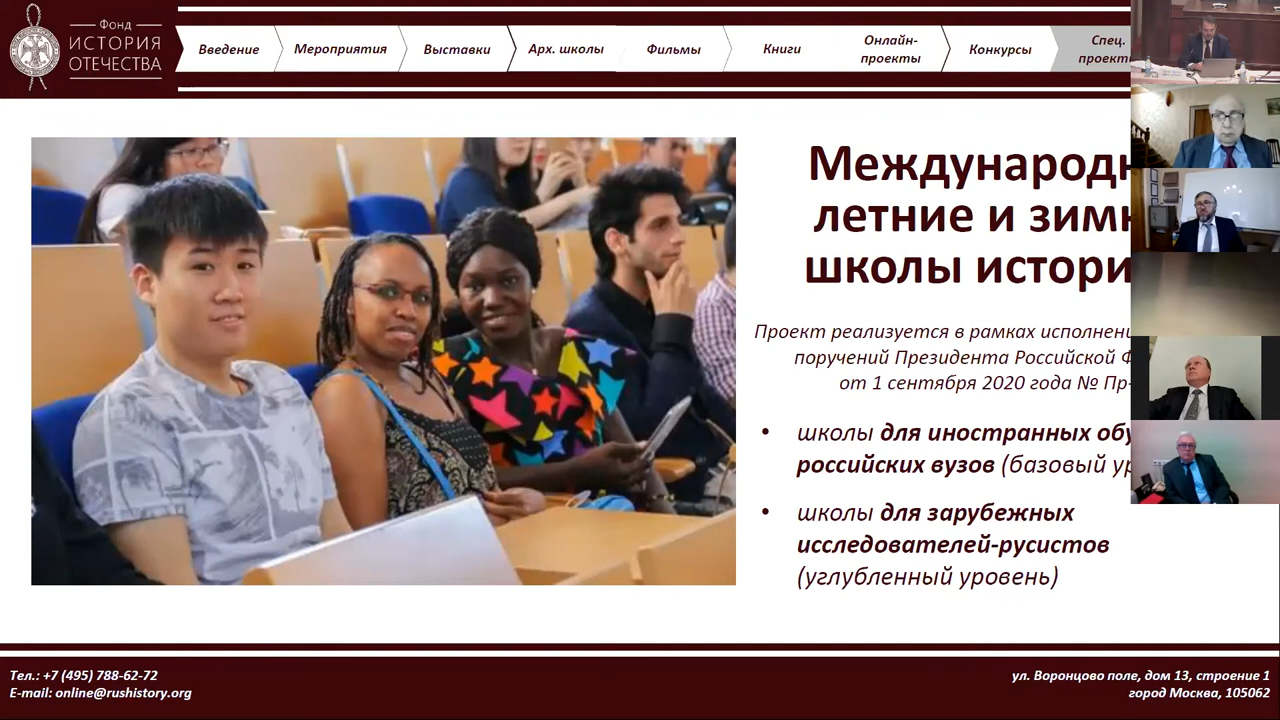 Фонд
ИСТОРИЯ
ОТЕЧЕСТВА
Введение
Мероприятия
Выставки
Арх. школы
Фильмы
Книги
Онлайн-
проекты
Конкурсы
Спец.
проекты
Международн
летние и зимн
школы истори
Проект реализуется в рамках исполнени
поручений Президента Российской Ф
от 1 сентября 2020 года № Пр-
• школы для иностранных обу
российских вузов (базовый ур
• школы для зарубежных
исследователей-русистов
(углубленный уровень)
Тел.: +7 (495) 788-62-72
E-mail: online@rushistory.org
ул. Воронцово поле, дом 13, строение 1
город Москва, 105062